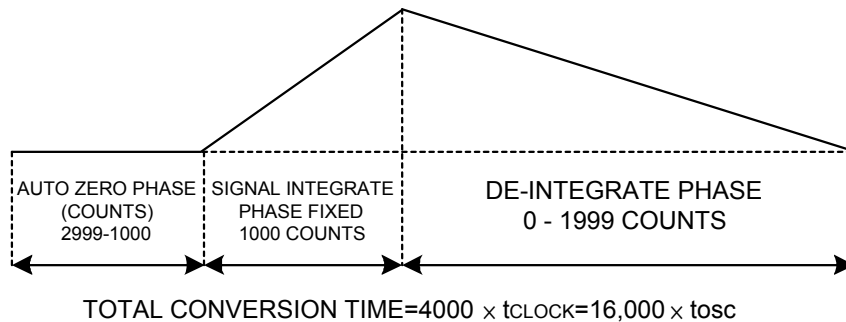 AUTO ZERO PHASE
(COUNTS)
2999-1000
SIGNAL INTEGRATE
PHASE FIXED
1000 COUNTS
DE-INTEGRATE PHASE
0 - 1999 COUNTS
TOTAL CONVERSION TIME=4000 × tCLOCK=16,000 × tosc